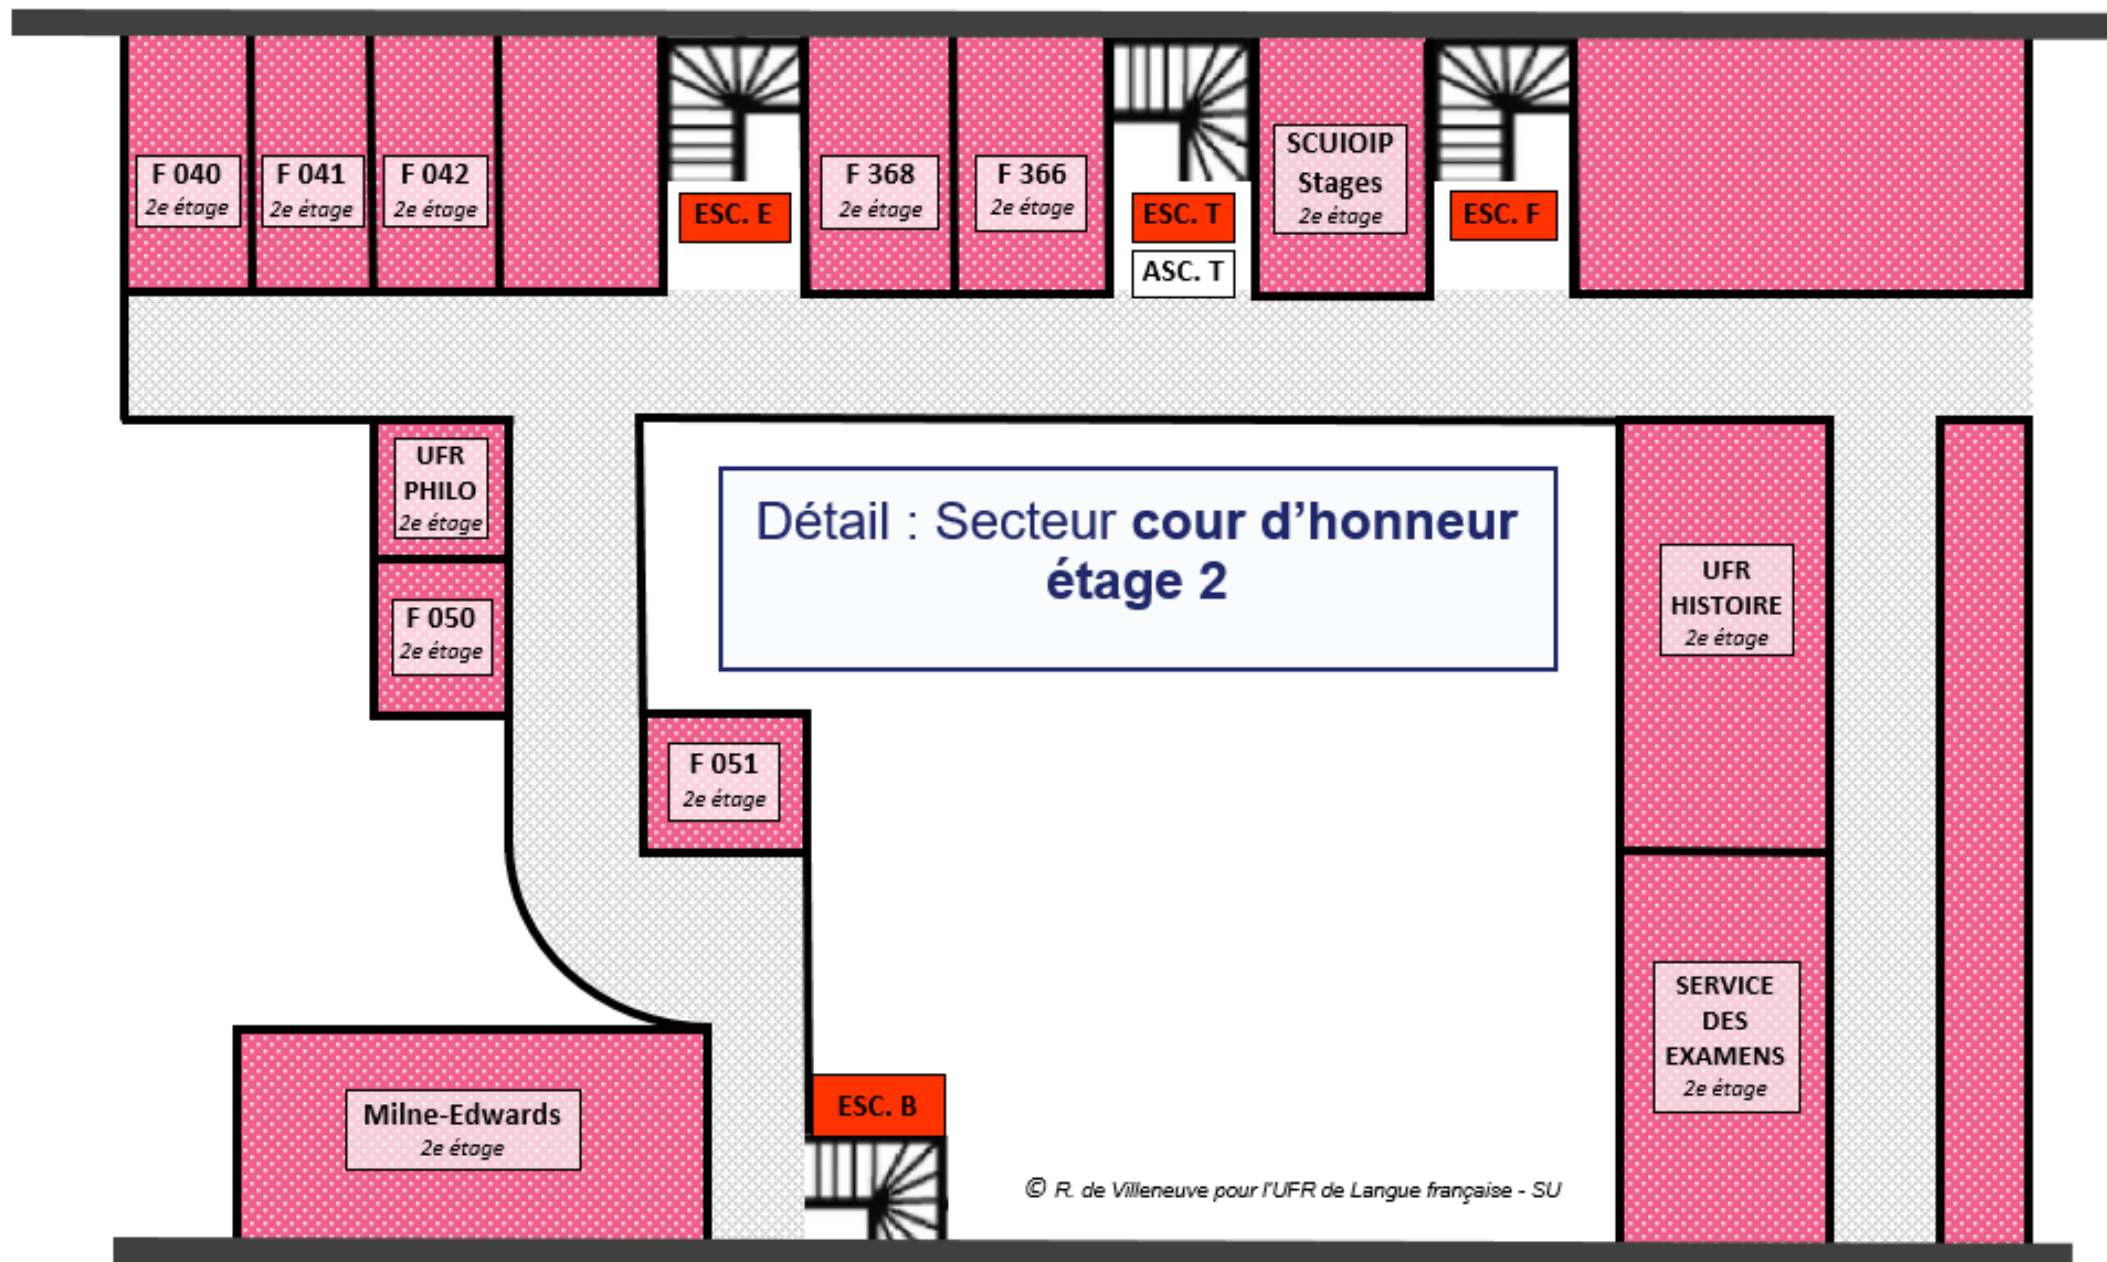 F 040
2e étage
F 041
2e étage
F 042
2e étage
ESC. E
F 368
2e étage
F 366
2e étage
ESC. T
ASC. T
SCUIOIP
Stages
2e étage
ESC. F
UFR
PHILO
2e étage
F 050
2e étage
Détail : Secteur cour d’honneur
étage 2
UFR
HISTOIRE
2e étage
F 051
2e étage
SERVICE
DES
EXAMENS
2e étage
Milne-Edwards
2e étage
ESC. B
© R. de Villeneuve pour l'UFR de Langue française - SU